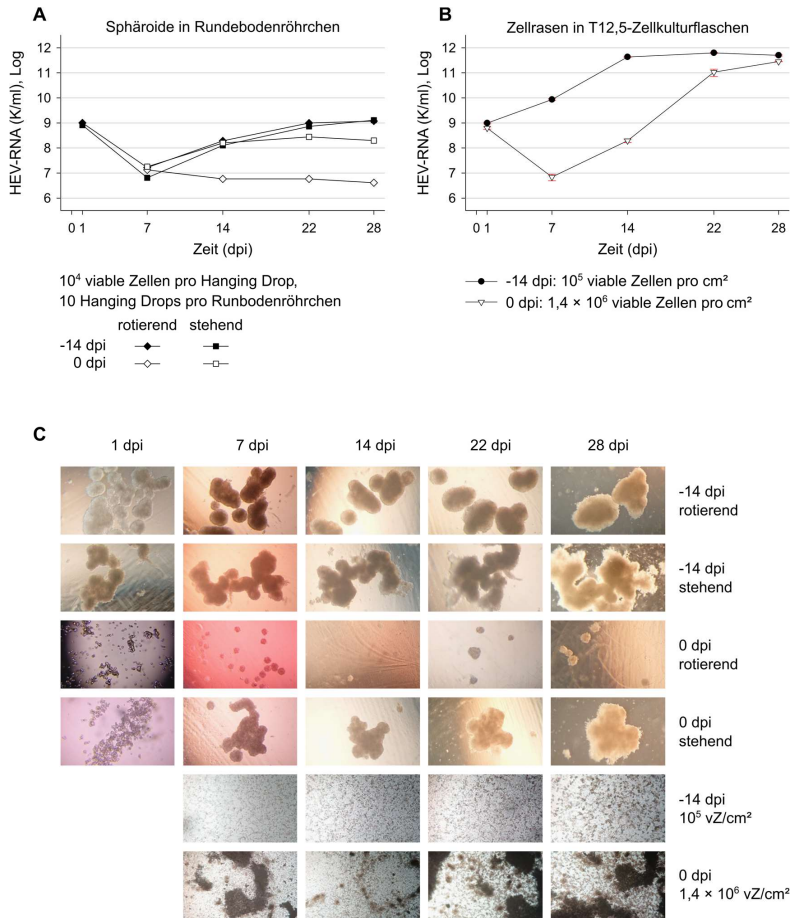 A
Sphäroide in Rundebodenröhrchen
HEV-RNA (K/ml), Log
12
11
10
9
8
7
6
0 1 7 14 22 28
Zeit (dpi)
10⁴ viable Zellen pro Hanging Drop,
10 Hanging Drops pro Runbodenröhrchen
rotierend stehend
-14 dpi
0 dpi
B
Zellrasen in T12,5-Zellkulturflaschen
HEV-RNA (K/ml), Log
12
11
10
9
8
7
6
0 1 7 14 22 28
Zeit (dpi)
-14 dpi: 10⁵ viable Zellen pro cm²
0 dpi: 1,4 × 10⁶ viable Zellen pro cm²
C
1 dpi 7 dpi 14 dpi 22 dpi 28 dpi
-14 dpi
rotierend
-14 dpi
stehend
0 dpi
rotierend
0 dpi
stehend
-14 dpi
10⁵ vZ/cm²
0 dpi
1,4 × 10⁶ vZ/cm²